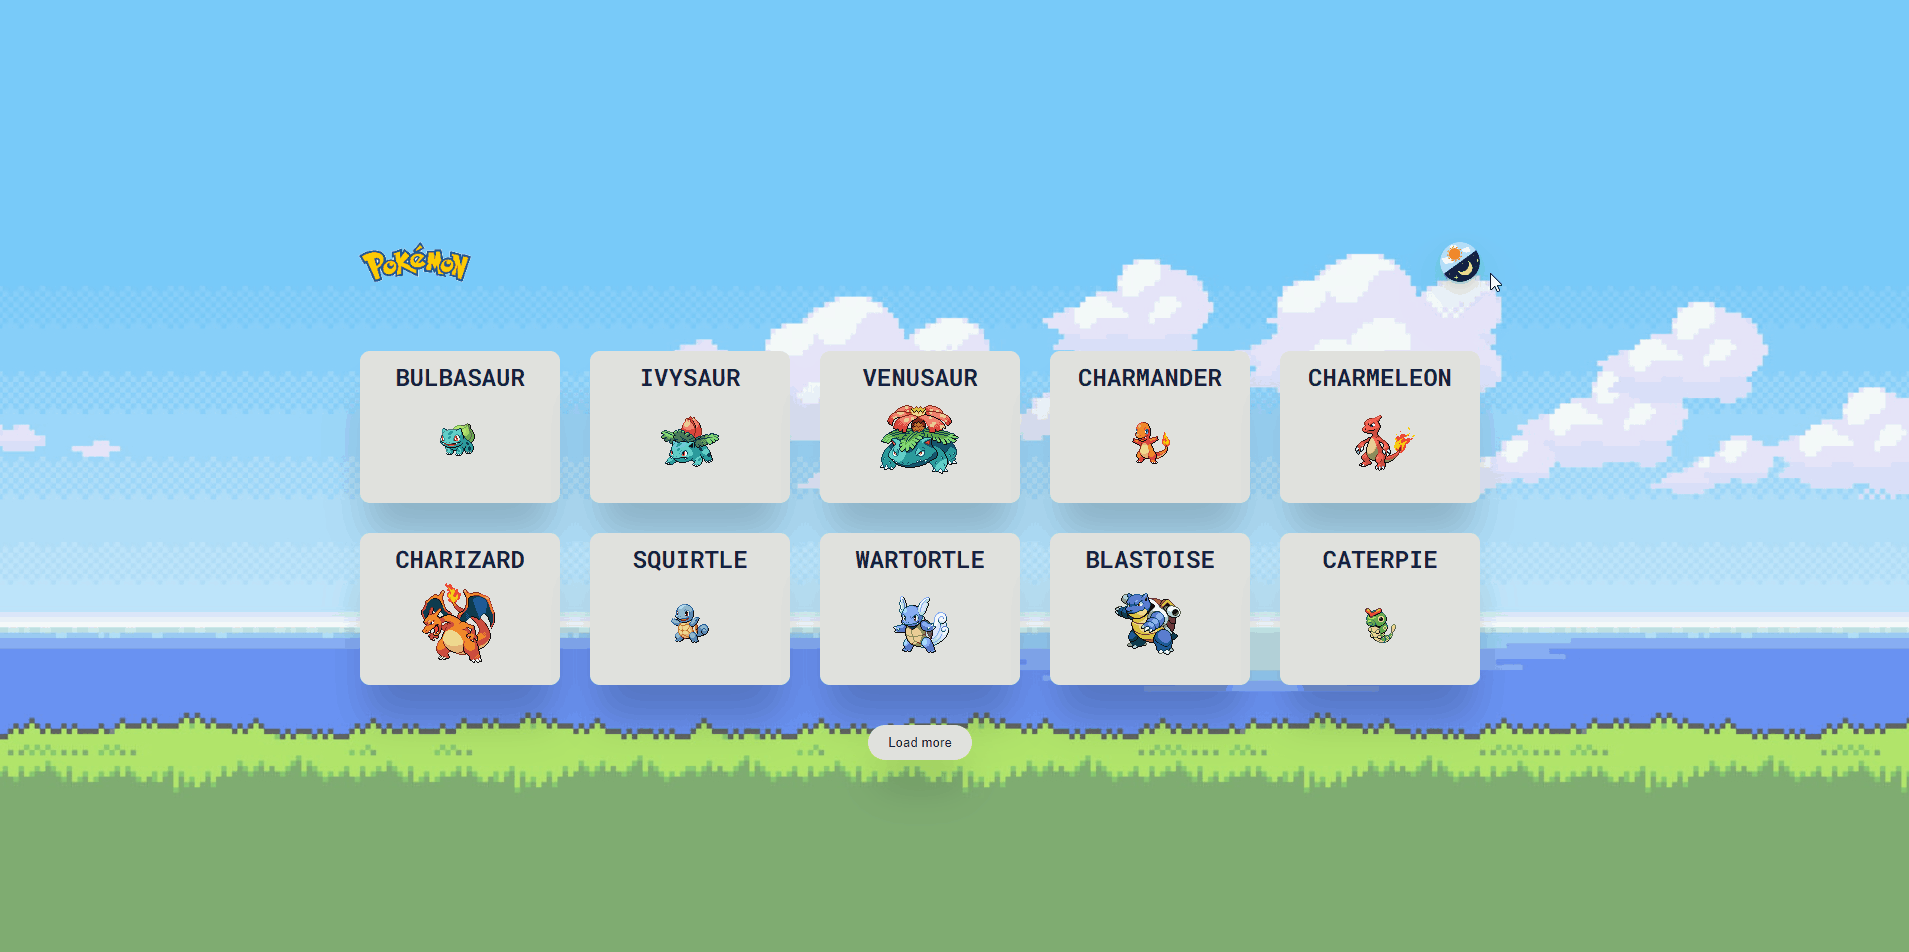 Pokémon
BULBASAUR
IVYSAUR
VENUSAUR
CHARMANDER
CHARMELEON
CHARIZARD
SQUIRTLE
WARTORTLE
BLASTOISE
CATERPIE
Load more